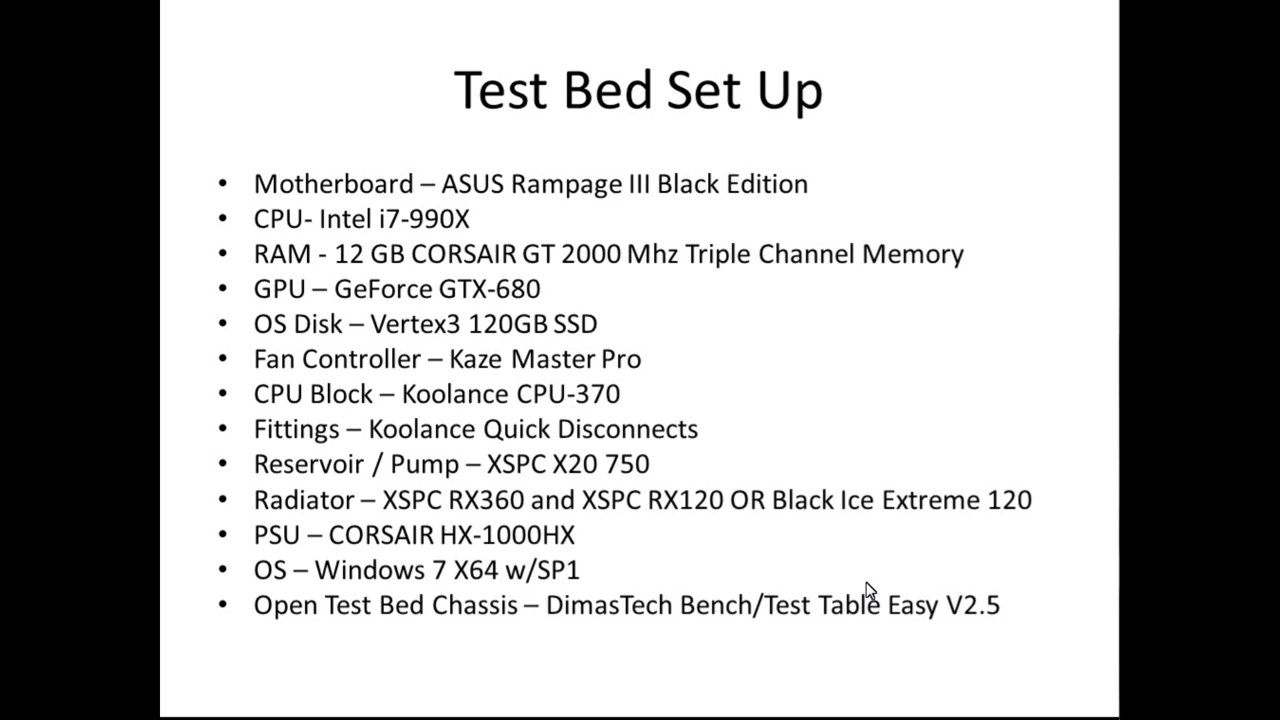 Test Bed Set Up
• Motherboard – ASUS Rampage III Black Edition
• CPU- Intel i7-990X
• RAM - 12 GB CORSAIR GT 2000 Mhz Triple Channel Memory
• GPU – GeForce GTX-680
• OS Disk – Vertex3 120GB SSD
• Fan Controller – Kaze Master Pro
• CPU Block – Koolance CPU-370
• Fittings – Koolance Quick Disconnects
• Reservoir / Pump – XSPC X20 750
• Radiator – XSPC RX360 and XSPC RX120 OR Black Ice Extreme 120
• PSU – CORSAIR HX-1000HX
• OS – Windows 7 X64 w/SP1
• Open Test Bed Chassis – DimasTech Bench/Test Table Easy V2.5